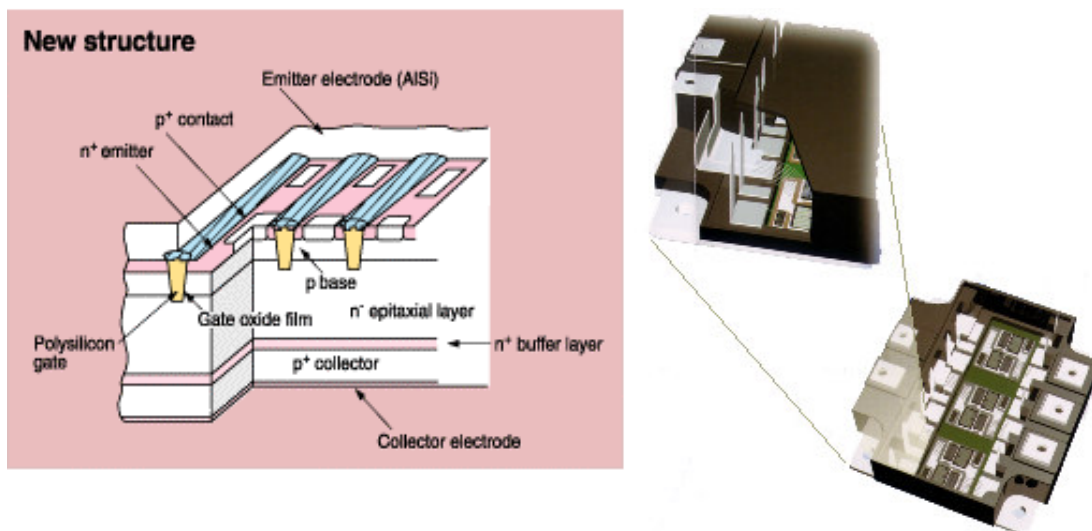 New structure
Emitter electrode (AlSi)
p+ contact
n+ emitter
p base
Gate oxide film
n- epitaxial layer
Polysilicon
gate
n+ buffer layer
p+ collector
Collector electrode